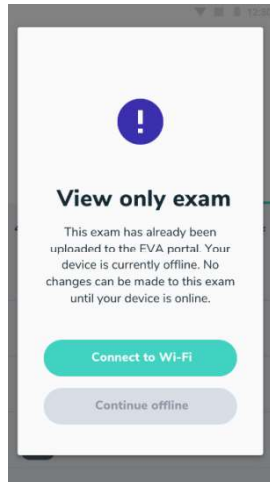 View only exam
This exam has already been
uploaded to the EVA portal. Your
device is currently offline. No
changes can be made to this exam
until your device is online.
Connect to Wi-Fi
Continue offline